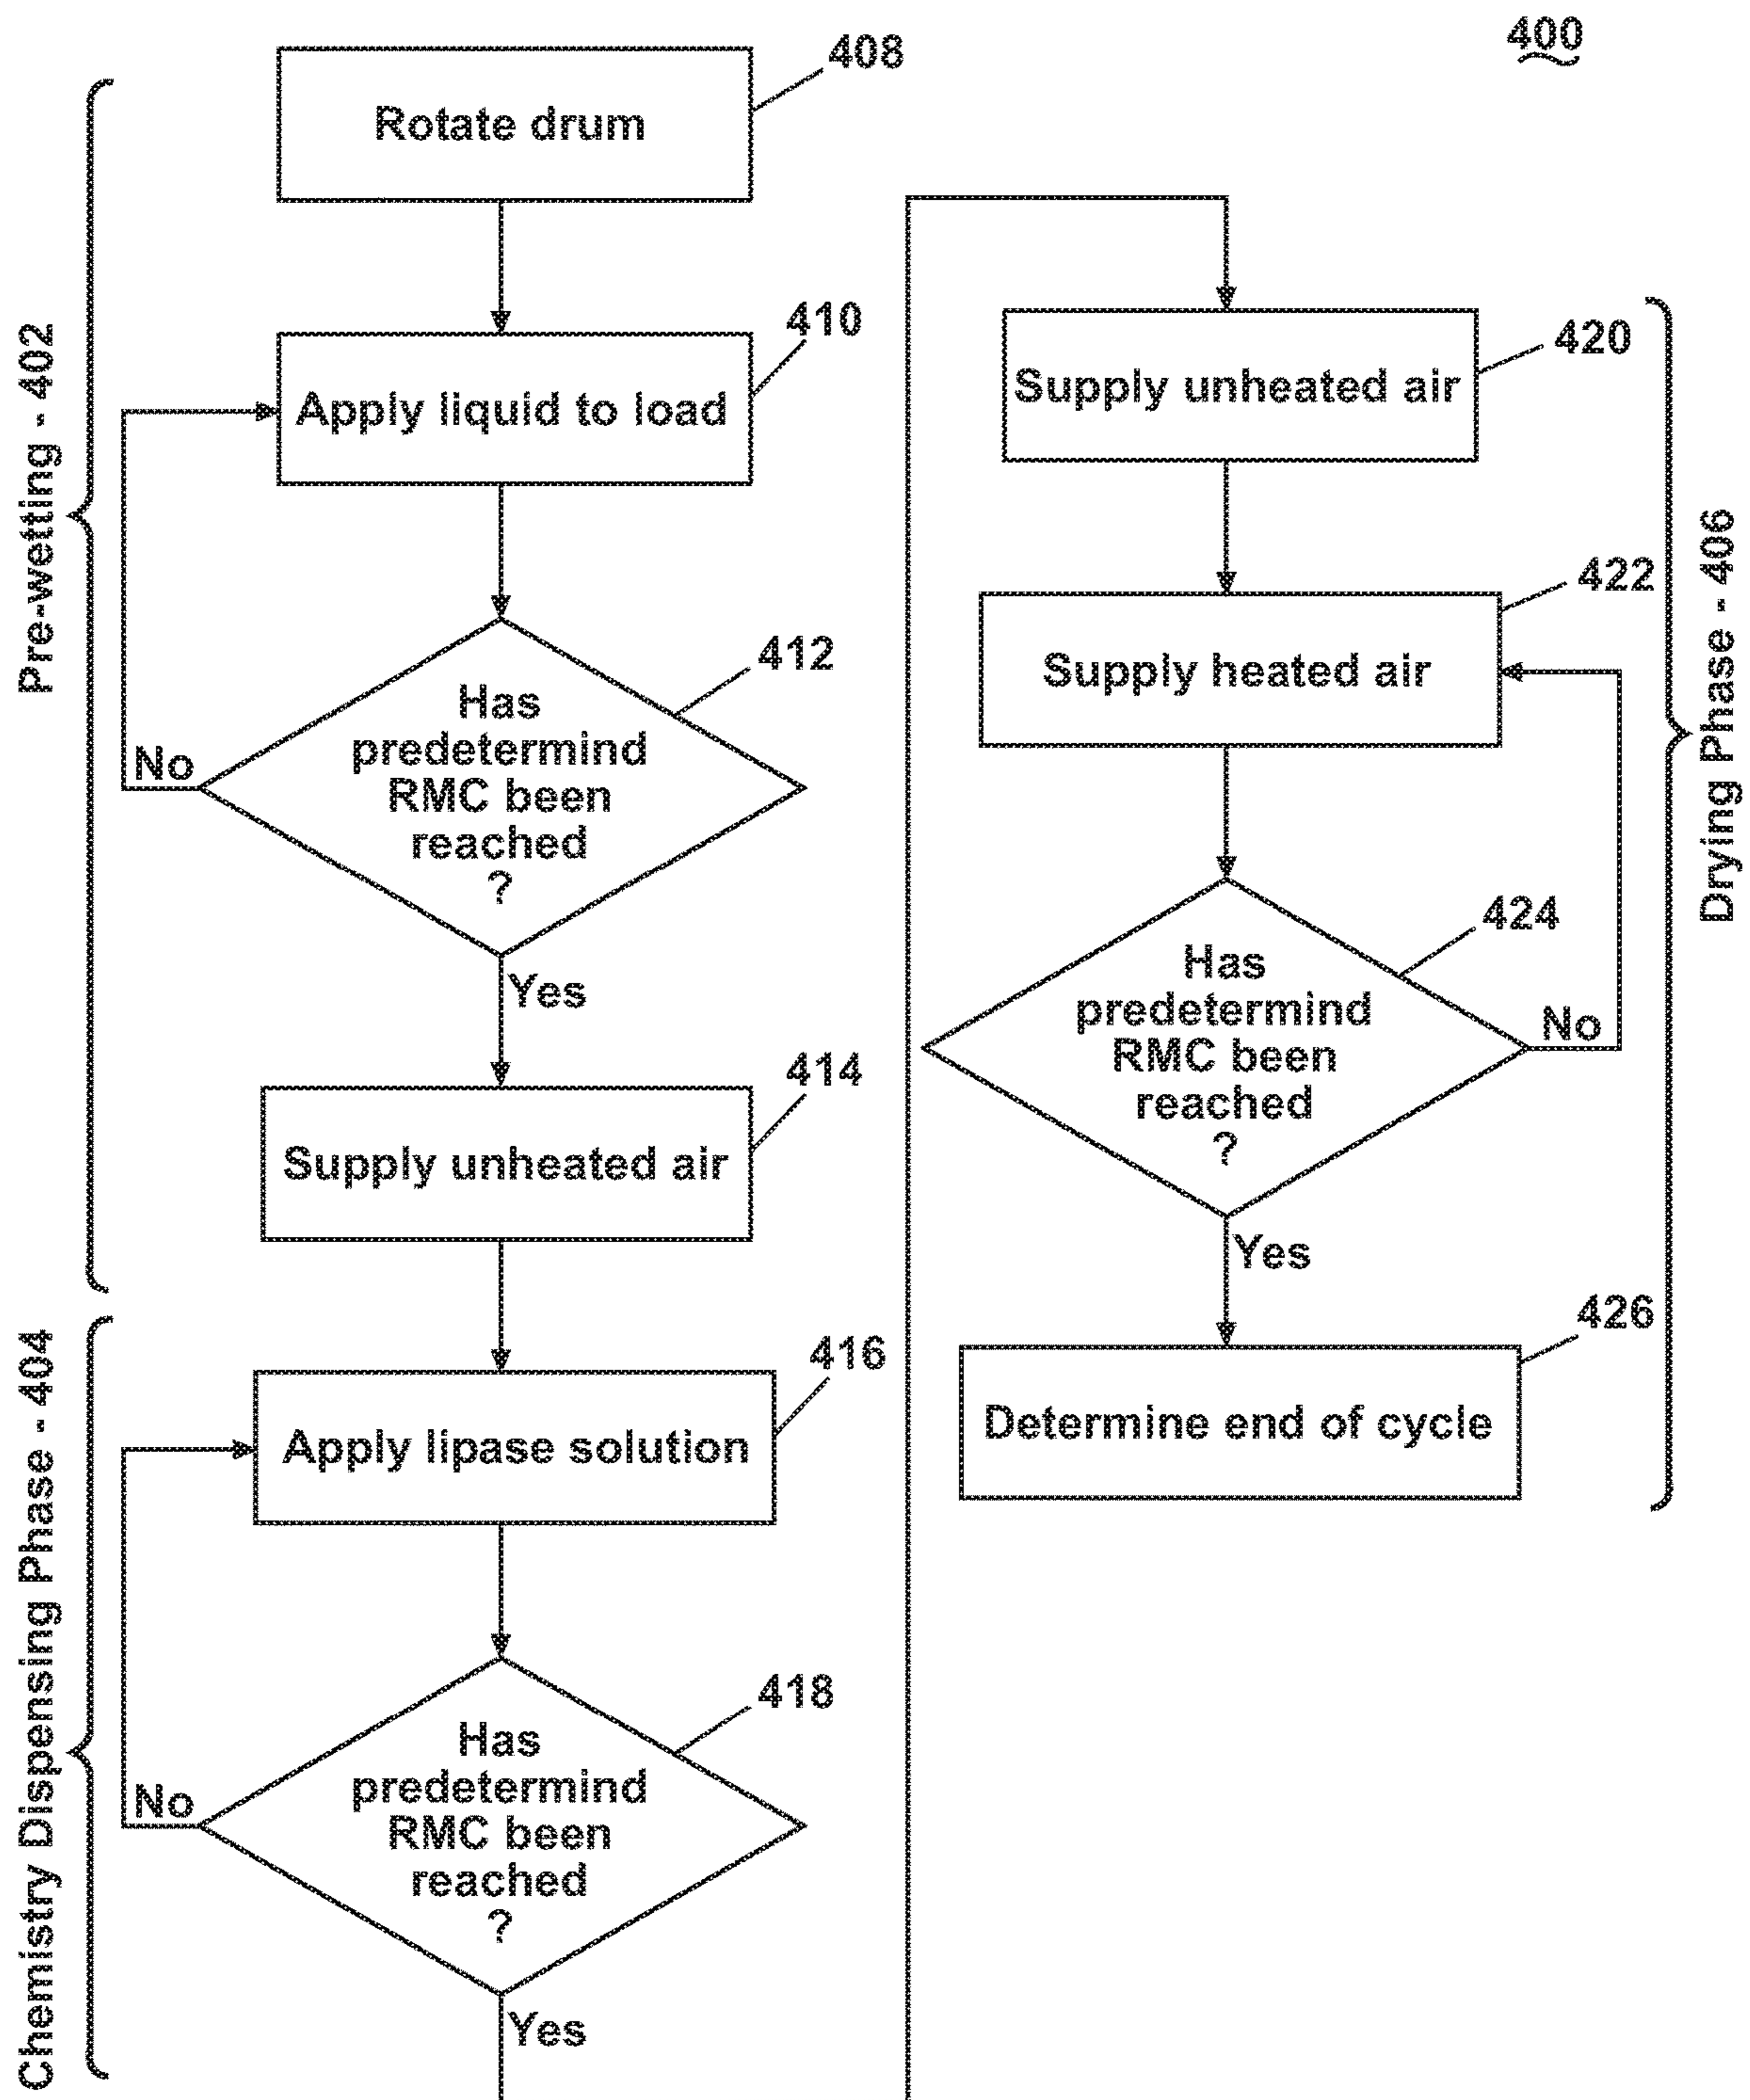 400
Pre-wetting - 402
Rotate drum
408
Apply liquid to load
410
Has
predetermind
RMC been
reached
?
412
No
Yes
Supply unheated air
414
Chemistry Dispensing Phase - 404
Apply lipase solution
416
Has
predetermind
RMC been
reached
?
418
No
Yes
Drying Phase - 406
Supply unheated air
420
Supply heated air
422
Has
predetermind
RMC been
reached
?
424
No
Yes
Determine end of cycle
426